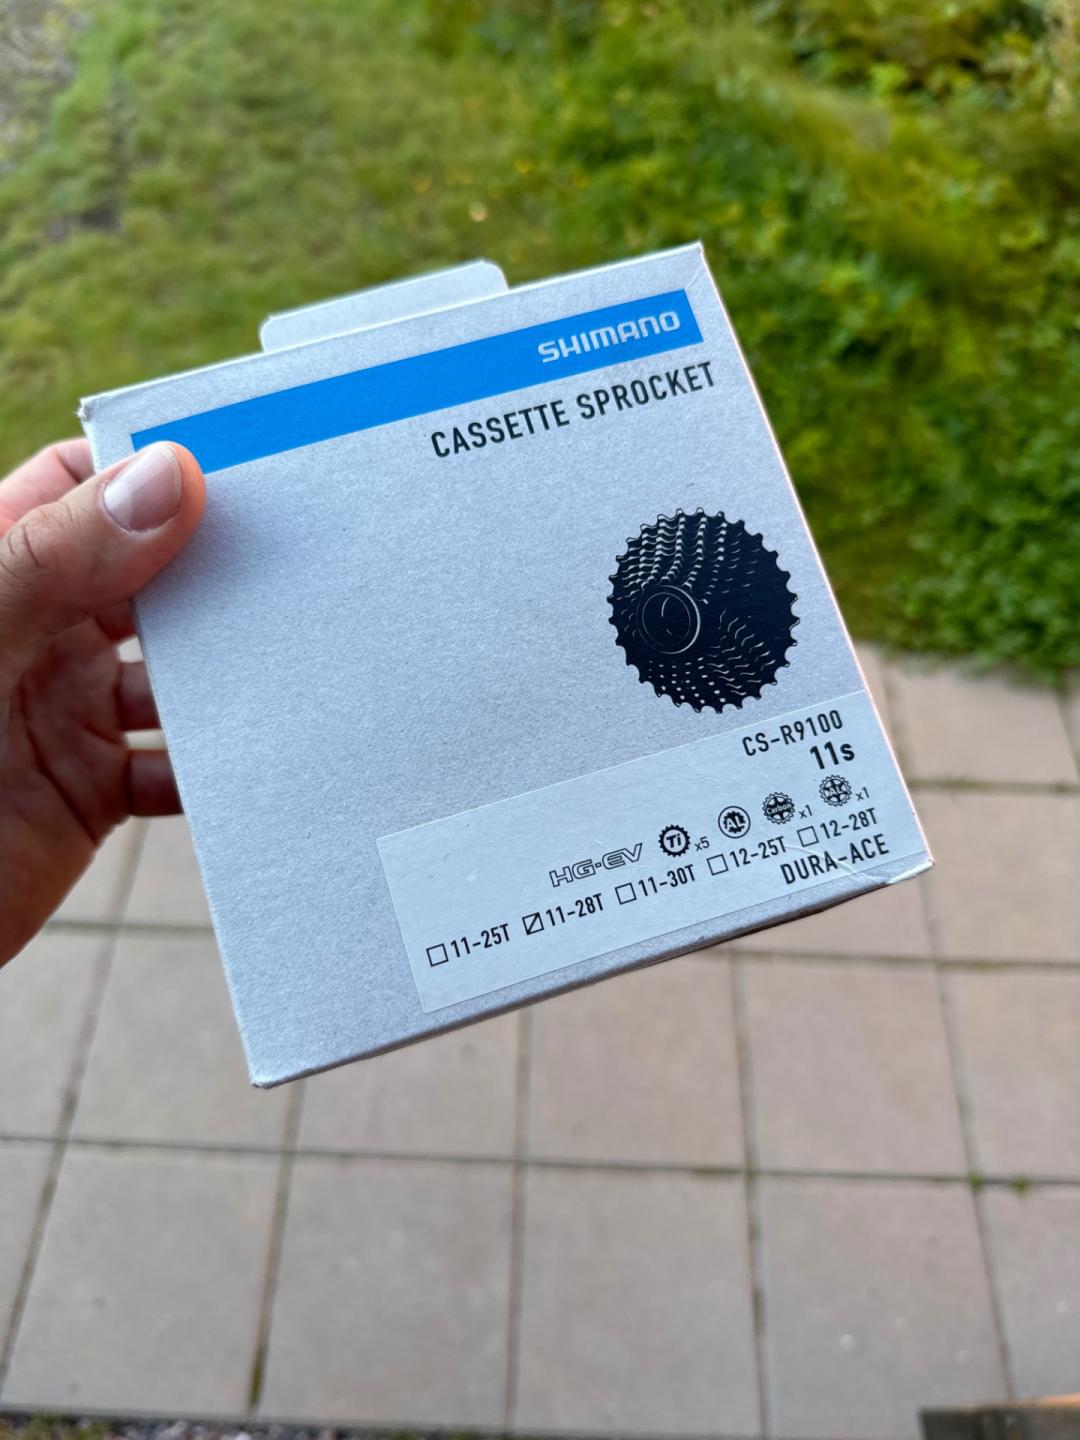 SHIMANO
CASSETTE SPROCKET
CS-R9100
11s
HG-EV Ti x5 AL Carbon x1 x1
11-25T 11-28T 11-30T 12-25T 12-28T
DURA-ACE